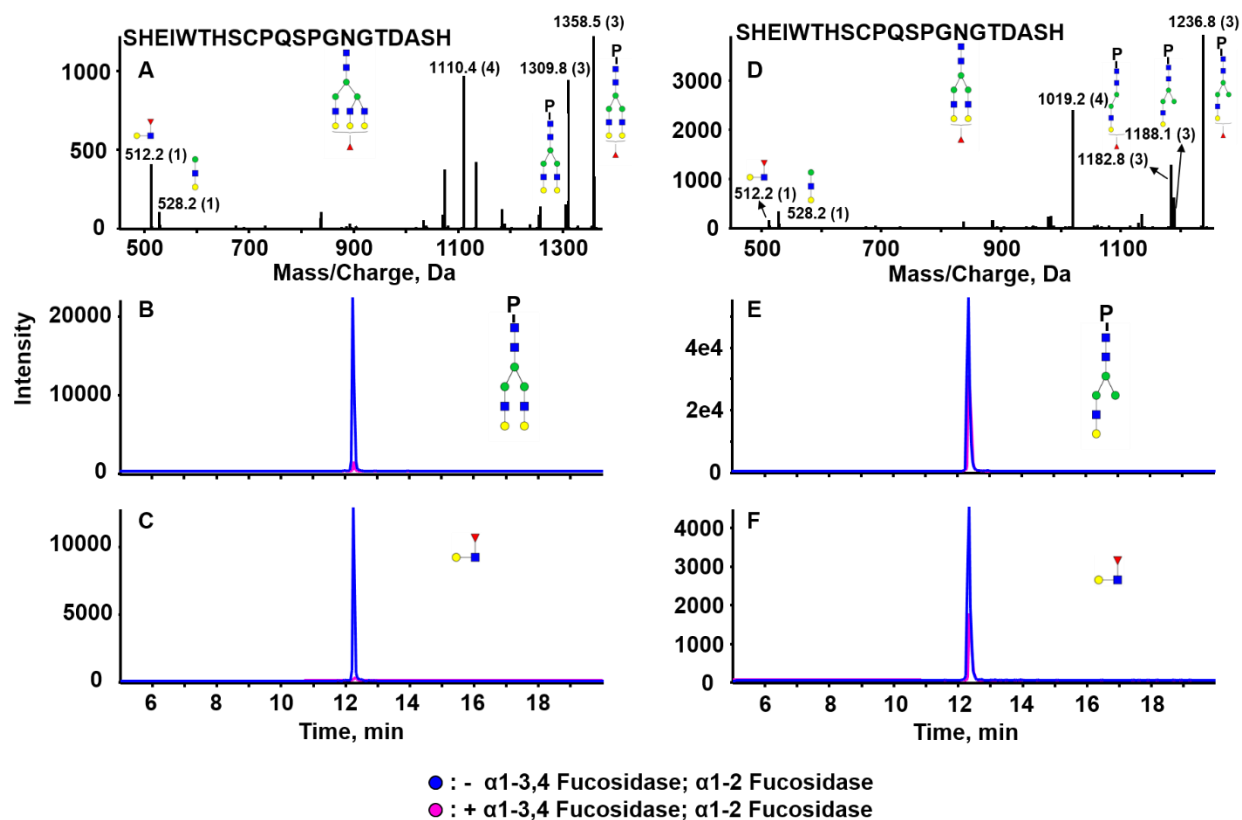 SHEIWTHSCPQSPGNGTDASH
A
1358.5 (3)
1110.4 (4)
1309.8 (3)
P
P
512.2 (1)
528.2 (1)
1000
500
0
500
700
900
1100
1300
Mass/Charge, Da
SHEIWTHSCPQSPGNGTDASH
D
1236.8 (3)
P
P
P
1019.2 (4)
1188.1 (3)
1182.8 (3)
512.2 (1)
528.2 (1)
3000
2000
1000
0
500
700
900
1100
Mass/Charge, Da
B
P
20000
10000
0
Intensity
E
P
4e4
2e4
0
C
10000
5000
0
6 8 10 12 14 16 18
Time, min
F
4000
3000
2000
1000
0
6 8 10 12 14 16 18
Time, min
: - α1-3,4 Fucosidase; α1-2 Fucosidase
: + α1-3,4 Fucosidase; α1-2 Fucosidase